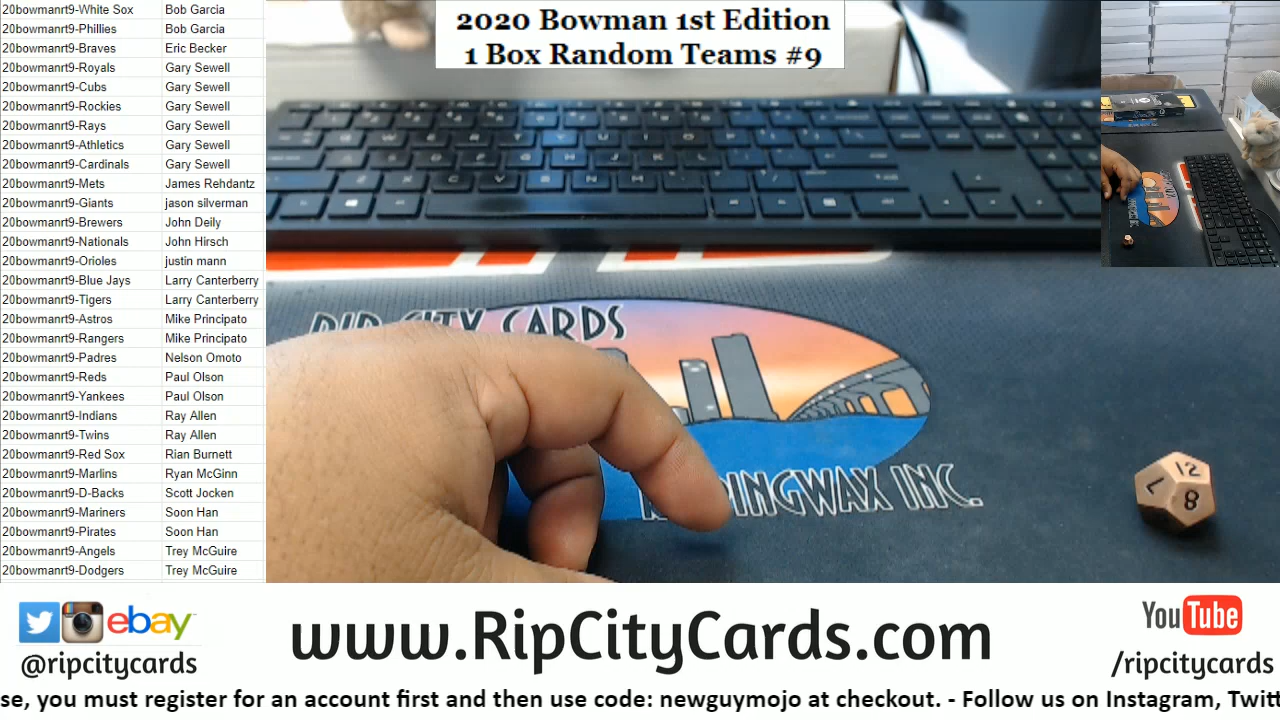 20bowmanrt9-White Sox Bob Garcia
20bowmanrt9-Phillies Bob Garcia
20bowmanrt9-Braves Eric Becker
20bowmanrt9-Royals Gary Sewell
20bowmanrt9-Cubs Gary Sewell
20bowmanrt9-Rockies Gary Sewell
20bowmanrt9-Rays Gary Sewell
20bowmanrt9-Athletics Gary Sewell
20bowmanrt9-Cardinals Gary Sewell
20bowmanrt9-Mets James Rehdantz
20bowmanrt9-Giants jason silverman
20bowmanrt9-Brewers John Deily
20bowmanrt9-Nationals John Hirsch
20bowmanrt9-Orioles justin mann
20bowmanrt9-Blue Jays Larry Canterberry
20bowmanrt9-Tigers Larry Canterberry
20bowmanrt9-Astros Mike Principato
20bowmanrt9-Rangers Mike Principato
20bowmanrt9-Padres Nelson Omoto
20bowmanrt9-Reds Paul Olson
20bowmanrt9-Yankees Paul Olson
20bowmanrt9-Indians Ray Allen
20bowmanrt9-Twins Ray Allen
20bowmanrt9-Red Sox Rian Burnett
20bowmanrt9-Marlins Ryan McGinn
20bowmanrt9-D-Backs Scott Jocken
20bowmanrt9-Mariners Soon Han
20bowmanrt9-Pirates Soon Han
20bowmanrt9-Angels Trey McGuire
20bowmanrt9-Dodgers Trey McGuire
2020 Bowman 1st Edition
1 Box Random Teams #9
RIP CITY CARDS
INGWAX INC.
12
7
8
ebay
@ripcitycards
www.RipCityCards.com
YouTube
/ripcitycards
se, you must register for an account first and then use code: newguymojo at checkout. - Follow us on Instagram, Twitt